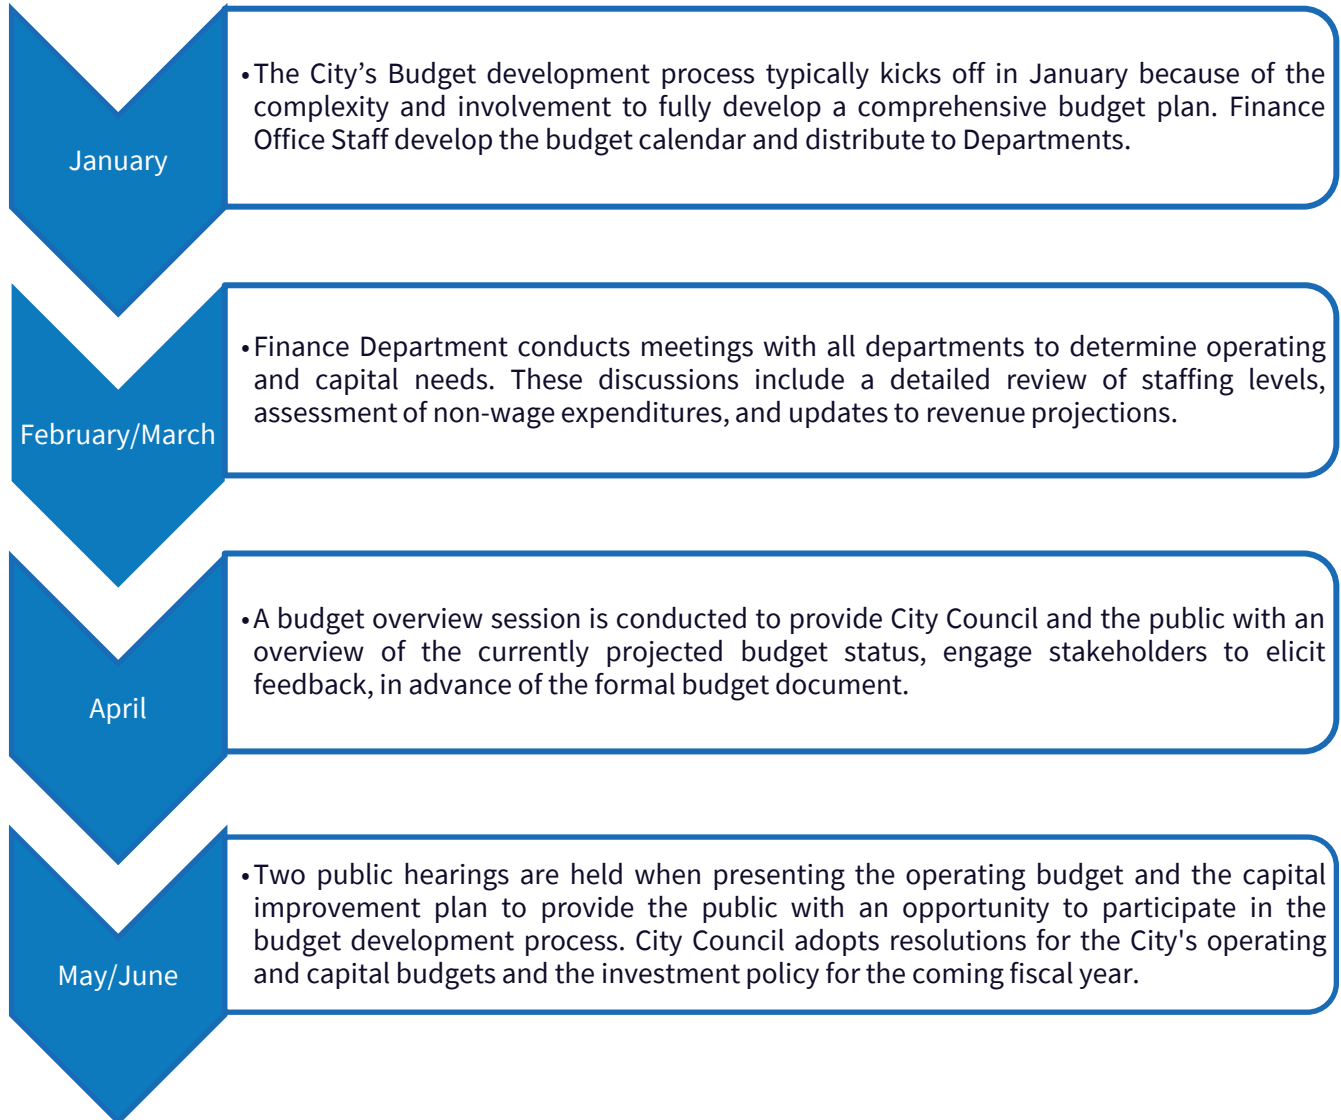 January
•The City’s Budget development process typically kicks off in January because of the
complexity and involvement to fully develop a comprehensive budget plan. Finance
Office Staff develop the budget calendar and distribute to Departments.
February/March
•Finance Department conducts meetings with all departments to determine operating
and capital needs. These discussions include a detailed review of staffing levels,
assessment of non-wage expenditures, and updates to revenue projections.
April
•A budget overview session is conducted to provide City Council and the public with an
overview of the currently projected budget status, engage stakeholders to elicit
feedback, in advance of the formal budget document.
May/June
•Two public hearings are held when presenting the operating budget and the capital
improvement plan to provide the public with an opportunity to participate in the
budget development process. City Council adopts resolutions for the City's operating
and capital budgets and the investment policy for the coming fiscal year.